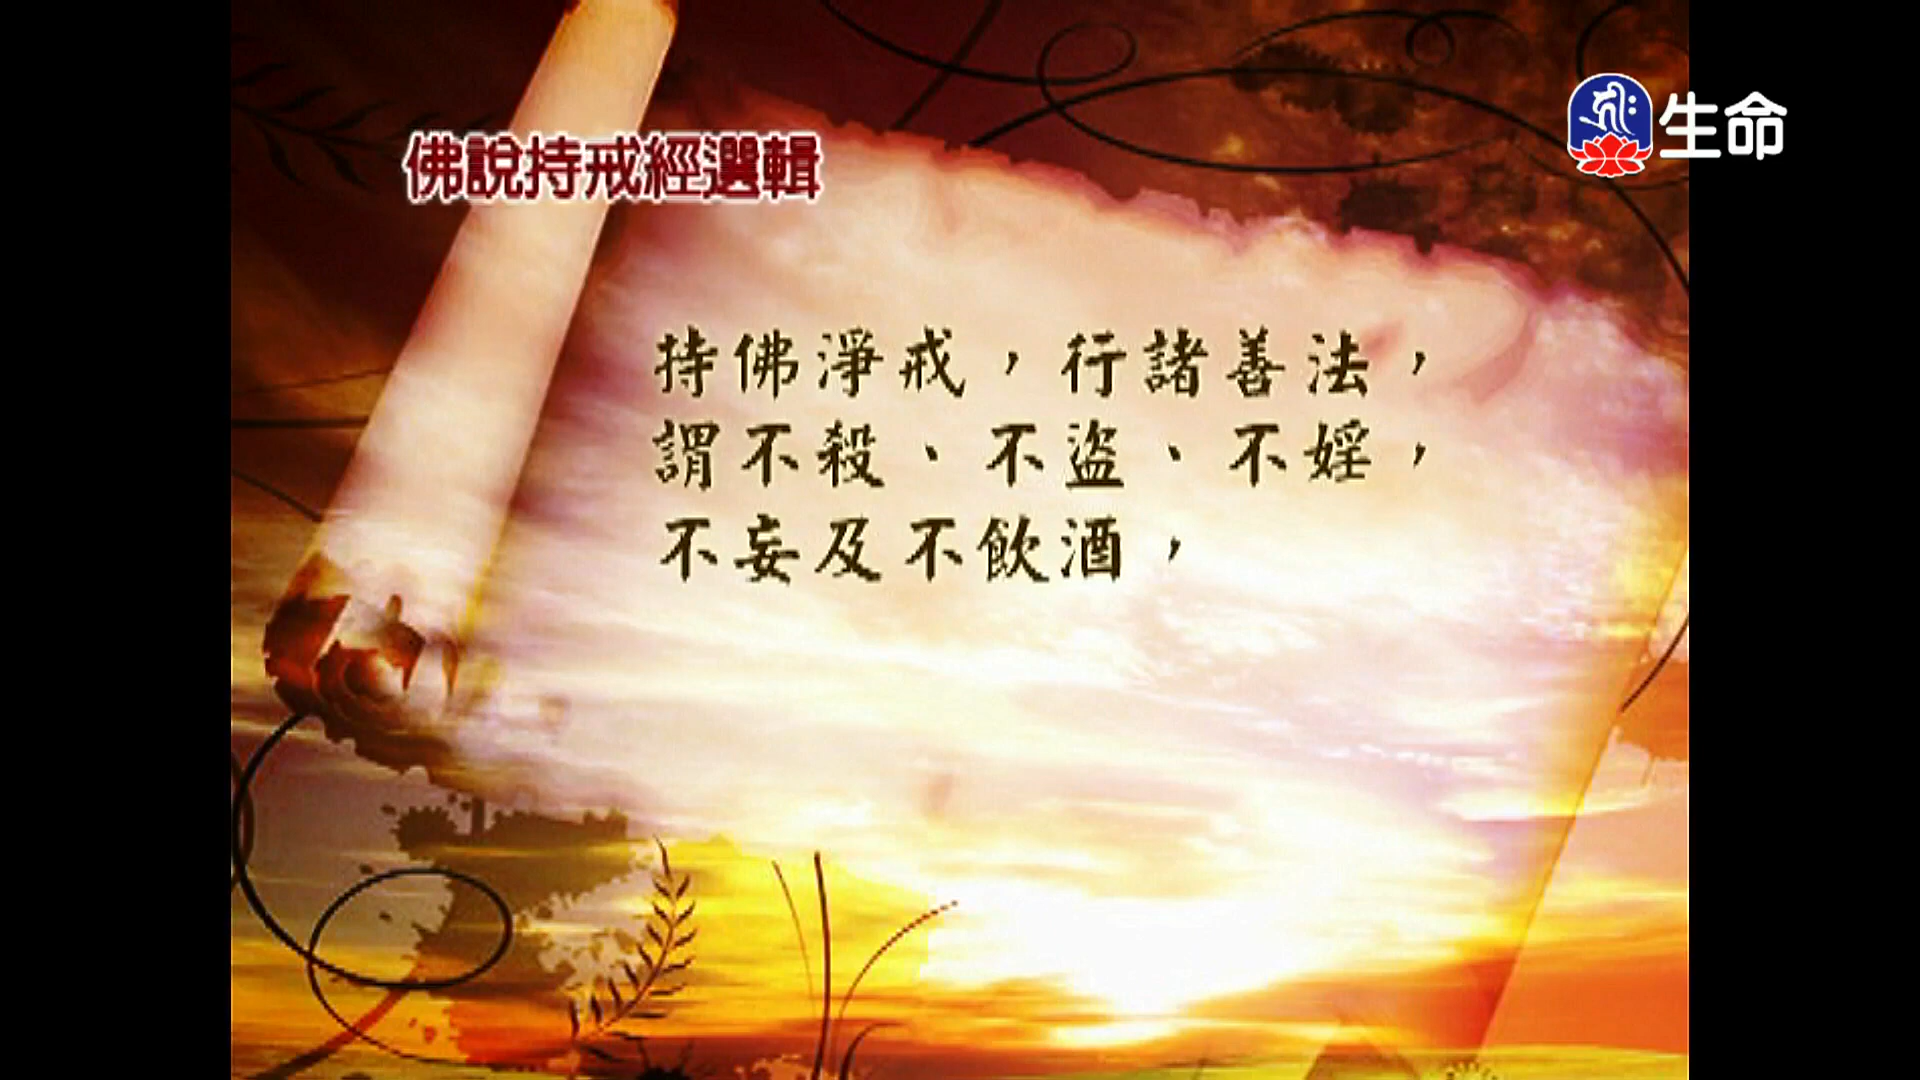 佛說持戒經選輯
生命
持佛淨戒，行諸善法，
謂不殺、不盜、不婬，
不妄及不飲酒，